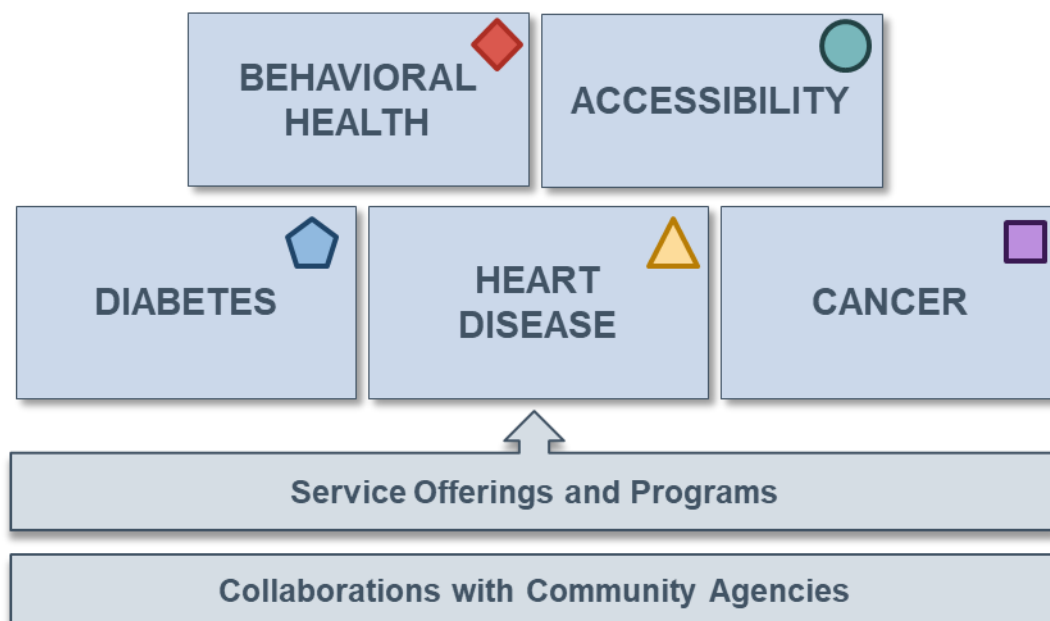 BEHAVIORAL
HEALTH
ACCESSIBILITY
DIABETES
HEART
DISEASE
CANCER
Service Offerings and Programs
Collaborations with Community Agencies